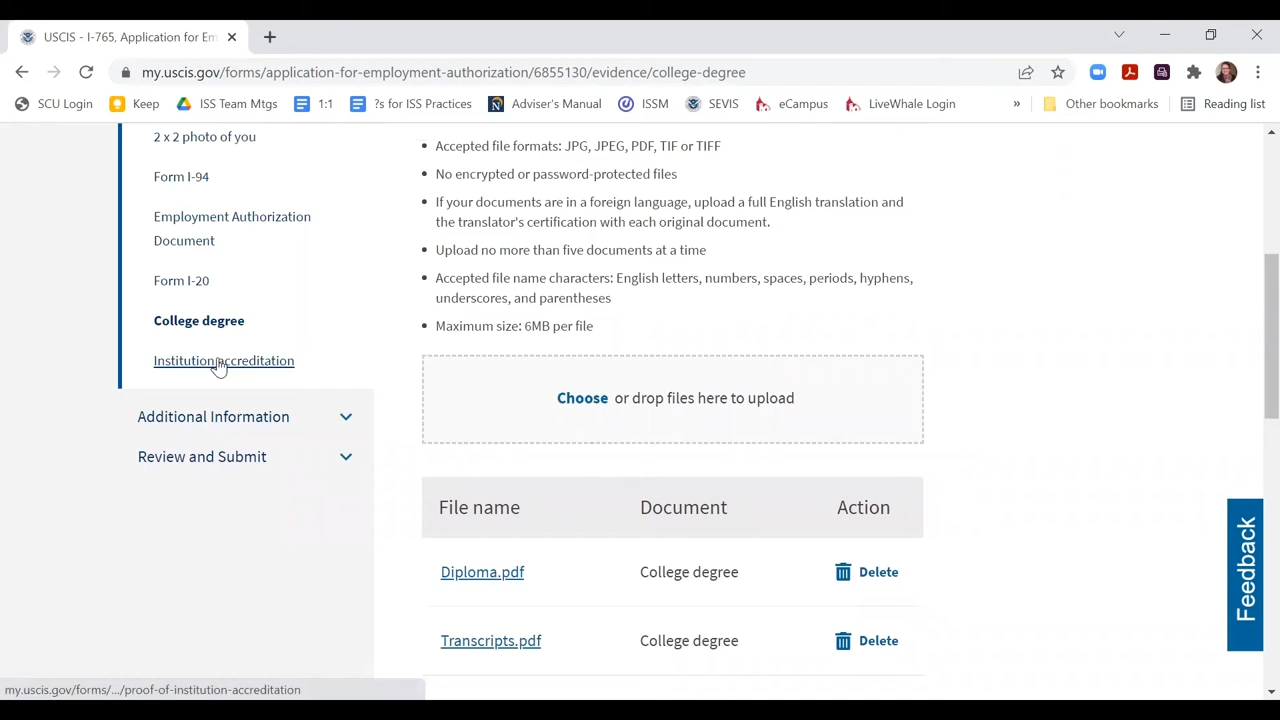 USCIS - I-765, Application for Em
my.uscis.gov/forms/application-for-employment-authorization/6855130/evidence/college-degree
SCU Login
Keep
ISS Team Mtgs
1:1
?s for ISS Practices
Adviser's Manual
ISSM
SEVIS
eCampus
LiveWhale Login
»
Other bookmarks
Reading list
2 x 2 photo of you
Form I-94
Employment Authorization
Document
Form I-20
College degree
Institution accreditation
Additional Information
Review and Submit
Accepted file formats: JPG, JPEG, PDF, TIF or TIFF
No encrypted or password-protected files
If your documents are in a foreign language, upload a full English translation and
the translator's certification with each original document.
Upload no more than five documents at a time
Accepted file name characters: English letters, numbers, spaces, periods, hyphens,
underscores, and parentheses
Maximum size: 6MB per file
Choose or drop files here to upload
File name Document Action
Diploma.pdf College degree Delete
Transcripts.pdf College degree Delete
Feedback
my.uscis.gov/forms/.../proof-of-institution-accreditation